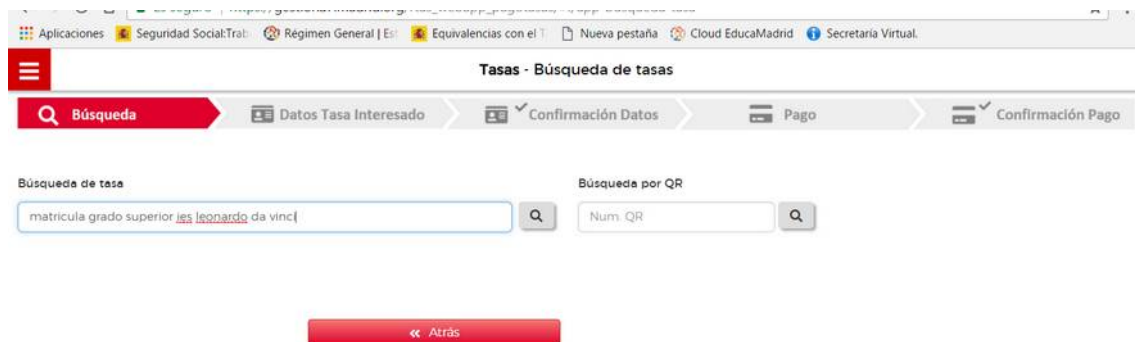 Aplicaciones Seguridad Social:Trab Régimen General | Es Equivalencias con el T Nueva pestaña Cloud EducaMadrid Secretaría Virtual.
Tasas - Búsqueda de tasas
Búsqueda Datos Tasa Interesado Confirmación Datos Pago Confirmación Pago
Búsqueda de tasa Búsqueda por QR
matricula grado superior ies leonardo da vinci Num. QR
« Atrás